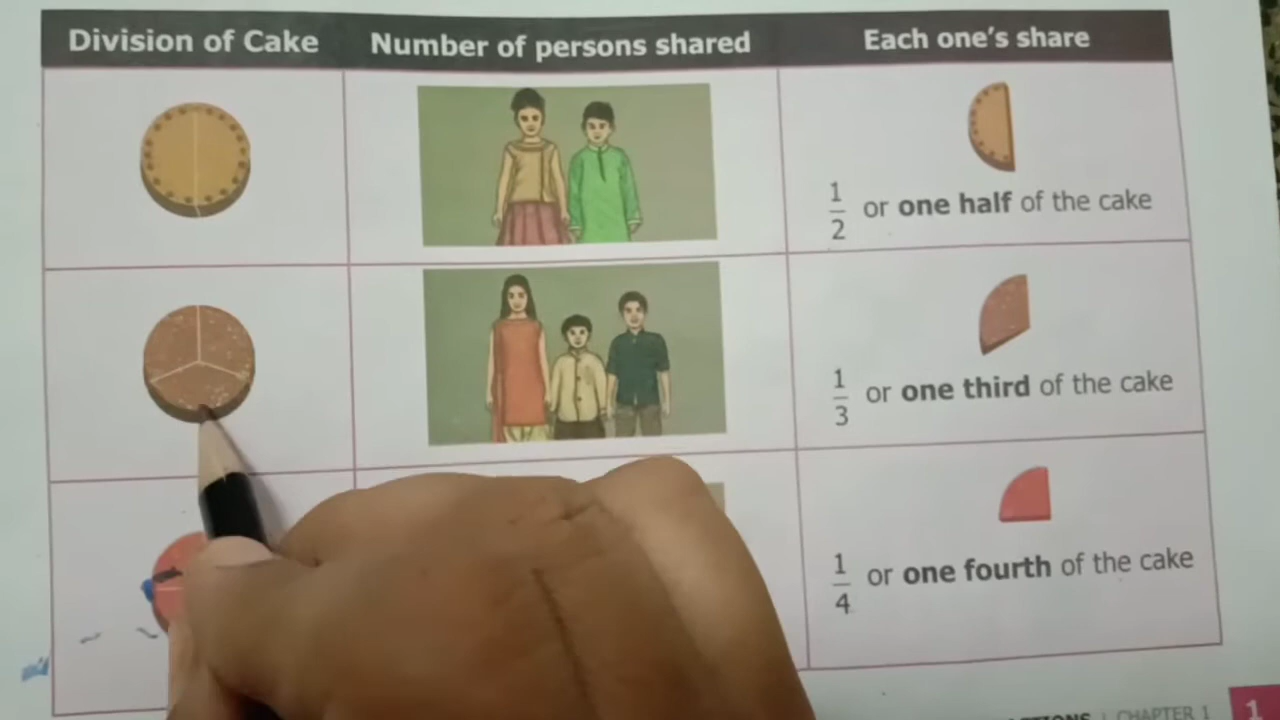 Division of Cake
Number of persons shared
Each one's share
1
2
or one half of the cake
1
3
or one third of the cake
1
4
or one fourth of the cake
CHAPTER 1
1